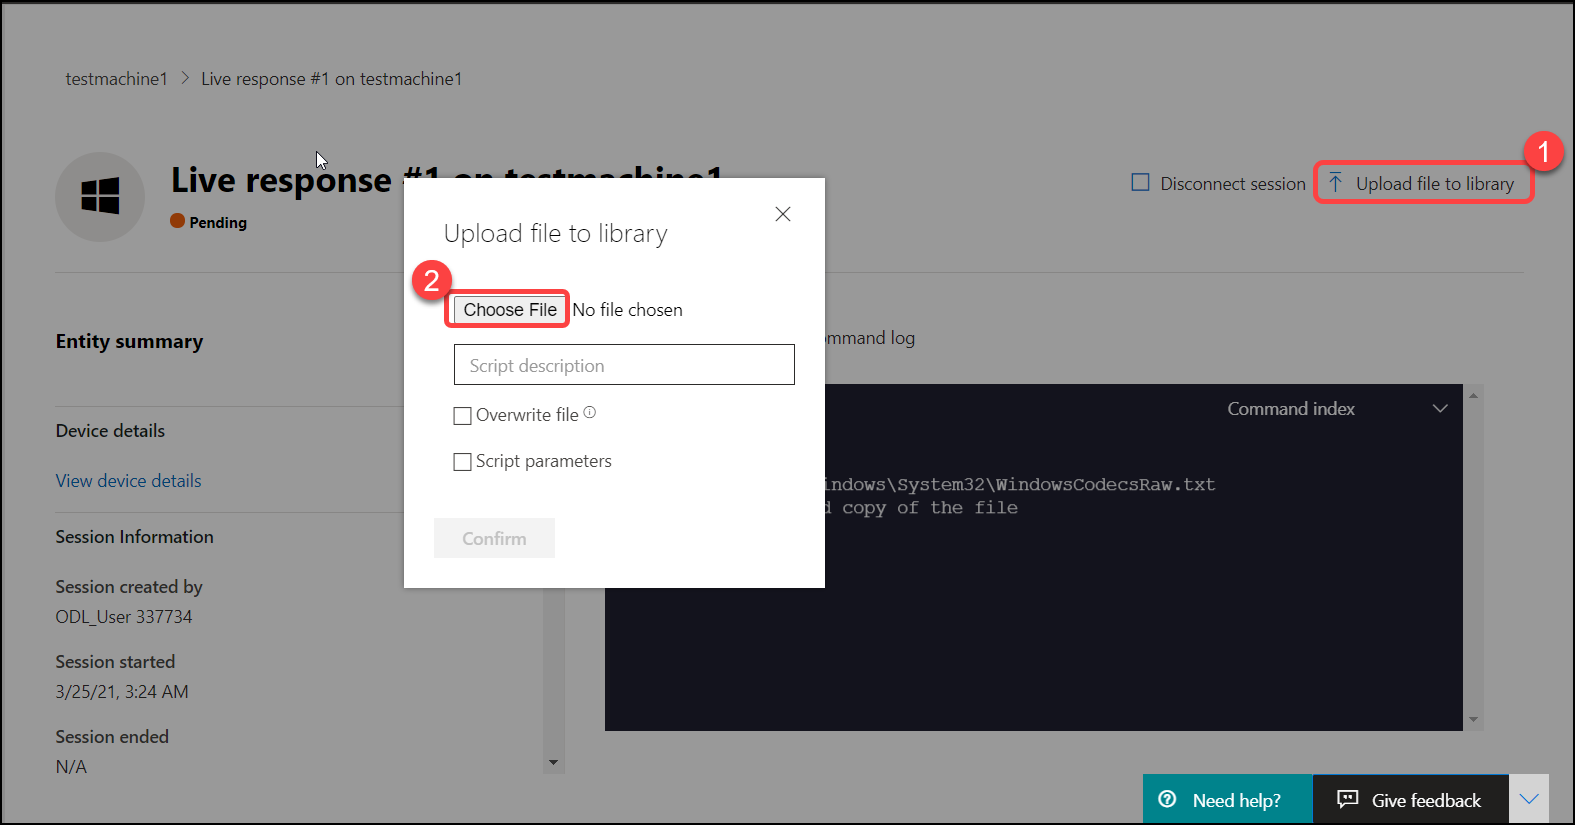 testmachine1 > Live response #1 on testmachine1
Live response #1 on testmachine1
Pending
Disconnect session
Upload file to library
1
Upload file to library
2
Choose File No file chosen
Script description
Overwrite file
Script parameters
Confirm
Entity summary
Device details
View device details
Session Information
Session created by
ODL_User 337734
Session started
3/25/21, 3:24 AM
Session ended
N/A
mmand log
Command index
indows\System32\WindowsCodecsRaw.txt
copy of the file
Need help?
Give feedback